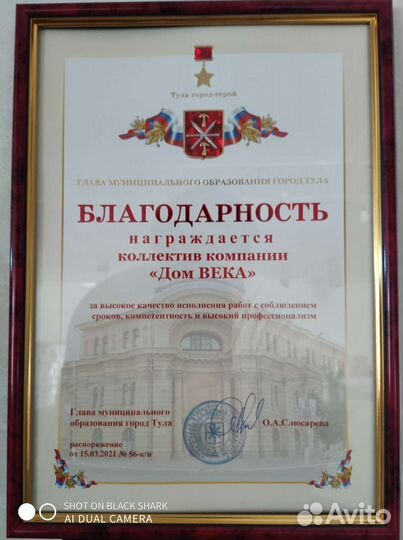 Тула город-герой
ГЛАВА МУНИЦИПАЛЬНОГО ОБРАЗОВАНИЯ ГОРОД ТУЛА
БЛАГОДАРНОСТЬ
награждается
коллектив компании
«Дом ВЕКА»
за высокое качество исполнения работ с соблюдением
сроков, компетентность и высокий профессионализм
Глава муниципального
образования город Тула
О.А.Слюсарева
распоряжение
от 15.03.2021 № 56-к/н
SHOT ON BLACK SHARK
AI DUAL CAMERA
Avito